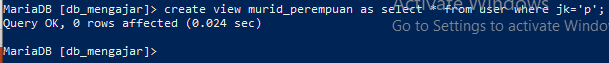 MariaDB [db_mengajar]> create view murid_perempuan as select * from user where jk='p';
Query OK, 0 rows affected (0.024 sec)
MariaDB [db_mengajar]>
Activate Windows
Go to Settings to activate Window